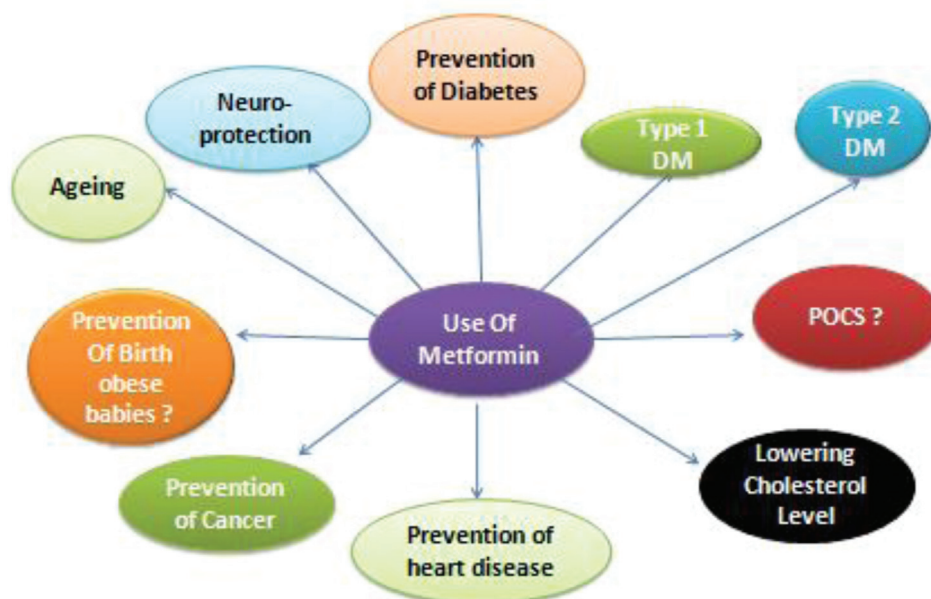 Prevention
of Diabetes
Neuro-
protection
Type 1
DM
Type 2
DM
Ageing
Use Of
Metformin
Prevention
Of Birth
obese
babies ?
POCS ?
Prevention
of Cancer
Lowering
Cholesterol
Level
Prevention of
heart disease